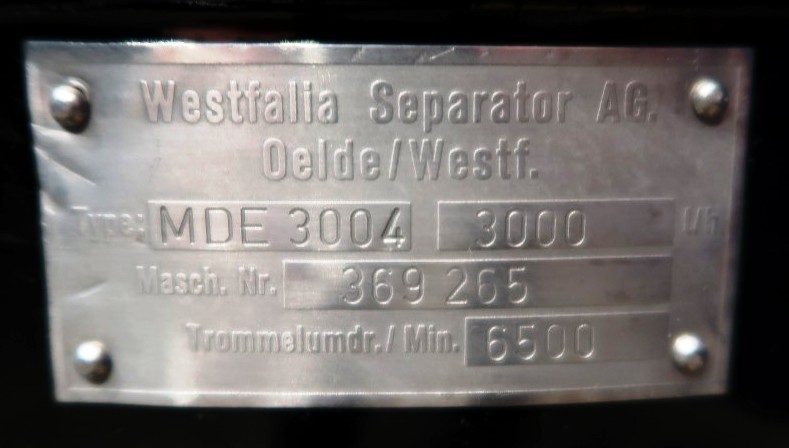 Westfalia Separator AG.
Oelde/Westf.
Type: MDE 3004 3000 l/h
Masch. Nr. 369 265
Trommelumdr./Min. 6500